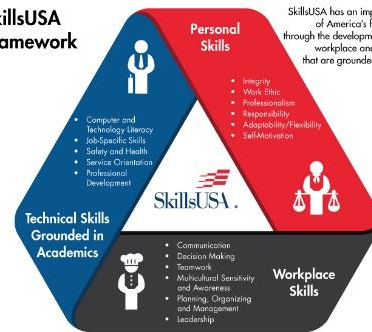 killsUSA
amework
SkillsUSA has an imp
of America's f
through the developm
workplace and
that are grounde
Personal
Skills
• Integrity
• Work Ethic
• Professionalism
• Responsibility
• Adaptability/Flexibility
• Self-Motivation
• Computer and
Technology Literacy
• Job-Specific Skills
• Safety and Health
• Service Orientation
• Professional
Development
SkillsUSA.
Technical Skills
Grounded in
Academics
• Communication
• Decision Making
• Teamwork
• Multicultural Sensitivity
and Awareness
• Planning, Organizing
and Management
• Leadership
Workplace
Skills